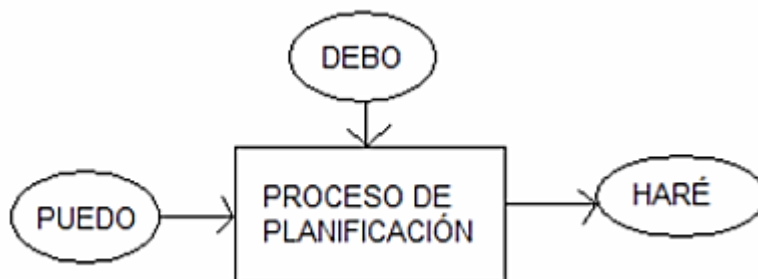 DEBO
PUEDO
PROCESO DE
PLANIFICACIÓN
HARÉ